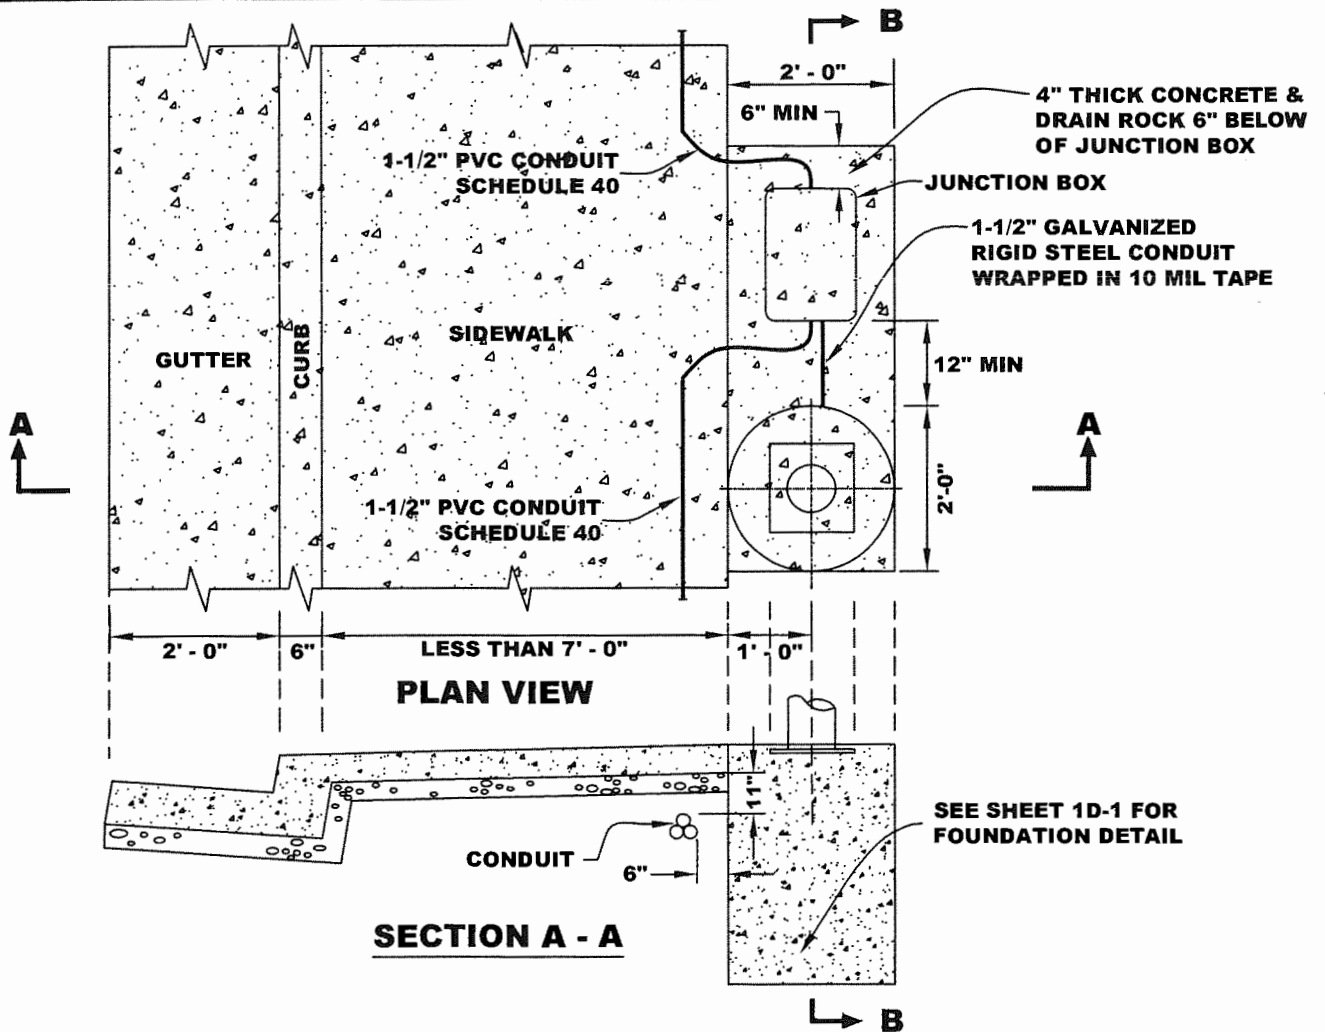 B
2' - 0"
6" MIN
4" THICK CONCRETE &
DRAIN ROCK 6" BELOW
OF JUNCTION BOX
1-1/2" PVC CONDUIT
SCHEDULE 40
JUNCTION BOX
1-1/2" GALVANIZED
RIGID STEEL CONDUIT
WRAPPED IN 10 MIL TAPE
GUTTER
CURB
SIDEWALK
12" MIN
A
A
2'-0"
1-1/2" PVC CONDUIT
SCHEDULE 40
2' - 0"
6"
LESS THAN 7' - 0"
1' - 0"
PLAN VIEW
11"
CONDUIT
6"
SEE SHEET 1D-1 FOR
FOUNDATION DETAIL
SECTION A - A
B